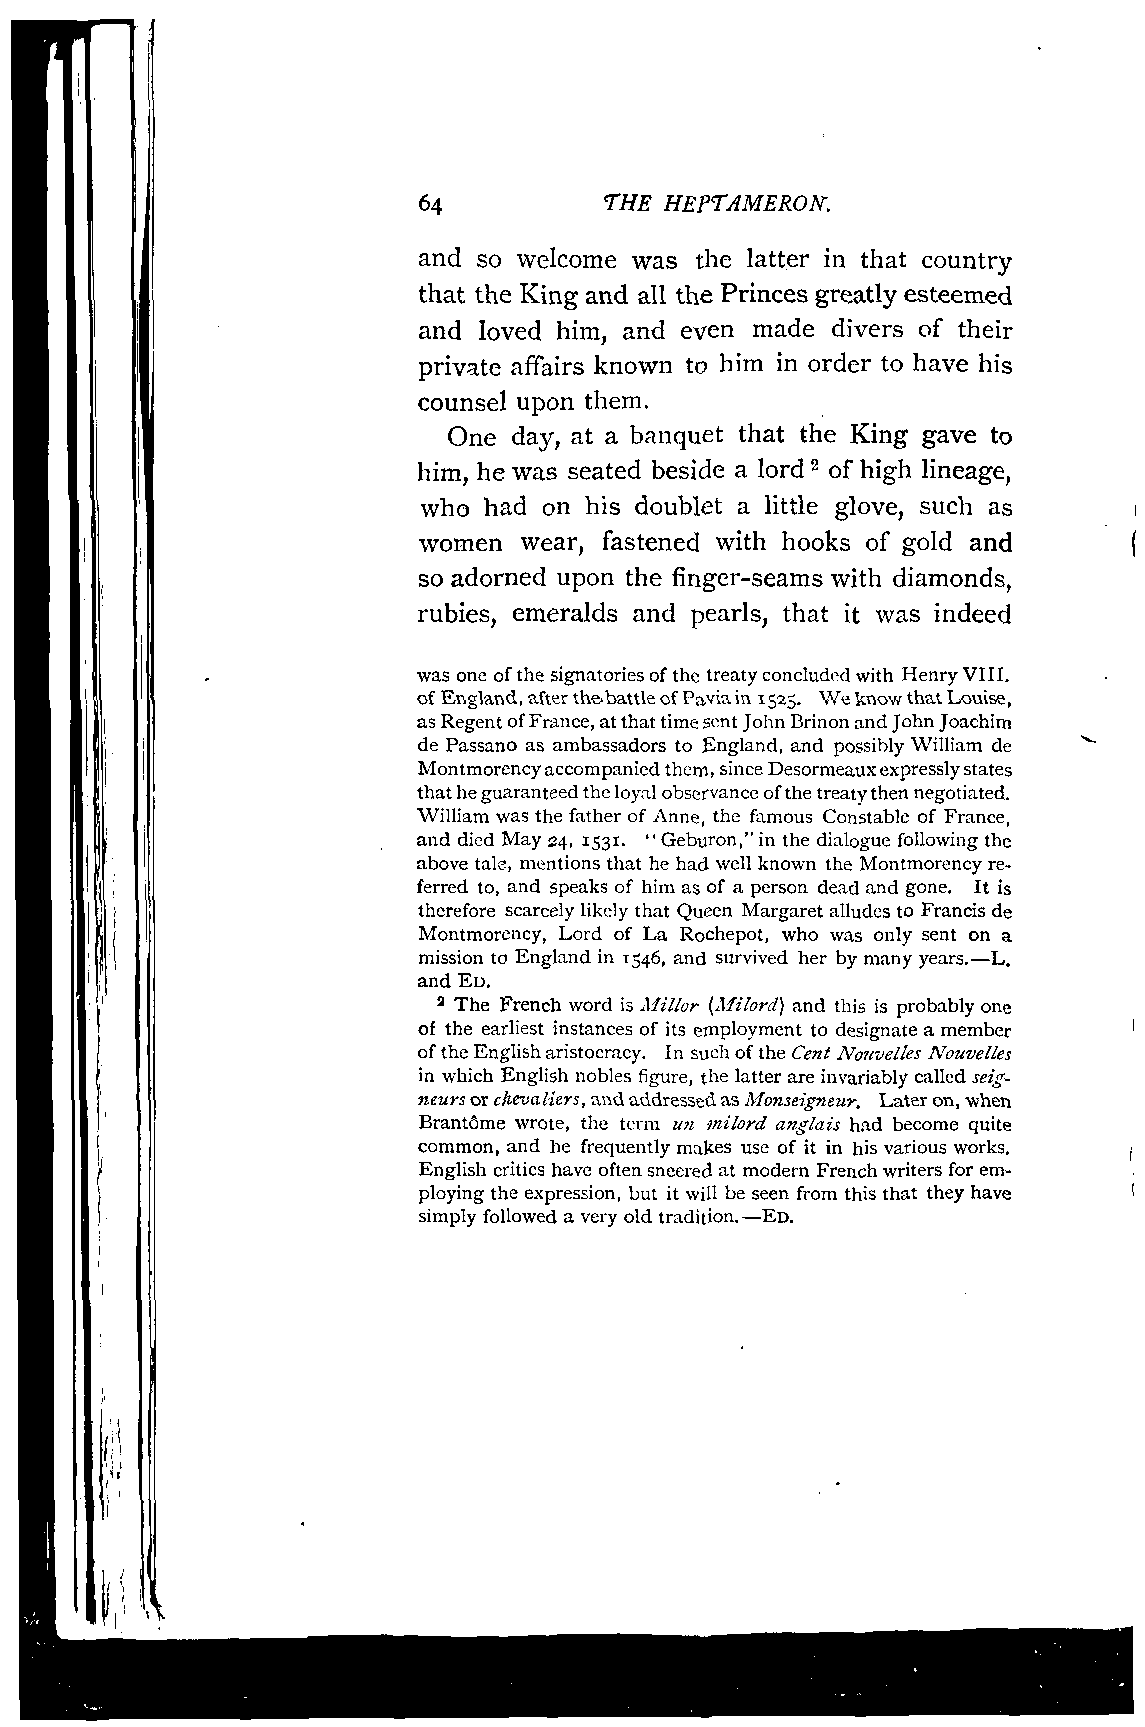 64 THE HEPTAMERON.
and so welcome was the latter in that country
that the King and all the Princes greatly esteemed
and loved him, and even made divers of their
private affairs known to him in order to have his
counsel upon them.
One day, at a banquet that the King gave to
him, he was seated beside a lord ² of high lineage,
who had on his doublet a little glove, such as
women wear, fastened with hooks of gold and
so adorned upon the finger-seams with diamonds,
rubies, emeralds and pearls, that it was indeed
was one of the signatories of the treaty concluded with Henry VIII.
of England, after the battle of Pavia in 1525. We know that Louise,
as Regent of France, at that time sent John Brinon and John Joachim
de Passano as ambassadors to England, and possibly William de
Montmorency accompanied them, since Desormeaux expressly states
that he guaranteed the loyal observance of the treaty then negotiated.
William was the father of Anne, the famous Constable of France,
and died May 24, 1531. "Geburon," in the dialogue following the
above tale, mentions that he had well known the Montmorency re-
ferred to, and speaks of him as of a person dead and gone. It is
therefore scarcely likely that Queen Margaret alludes to Francis de
Montmorency, Lord of La Rochepot, who was only sent on a
mission to England in 1546, and survived her by many years.—L.
and ED.
² The French word is Millor (Milord) and this is probably one
of the earliest instances of its employment to designate a member
of the English aristocracy. In such of the Cent Nouvelles Nouvelles
in which English nobles figure, the latter are invariably called seig-
neurs or chevaliers, and addressed as Monseigneur. Later on, when
Brantôme wrote, the term un milord anglais had become quite
common, and he frequently makes use of it in his various works.
English critics have often sneered at modern French writers for em-
ploying the expression, but it will be seen from this that they have
simply followed a very old tradition.—ED.